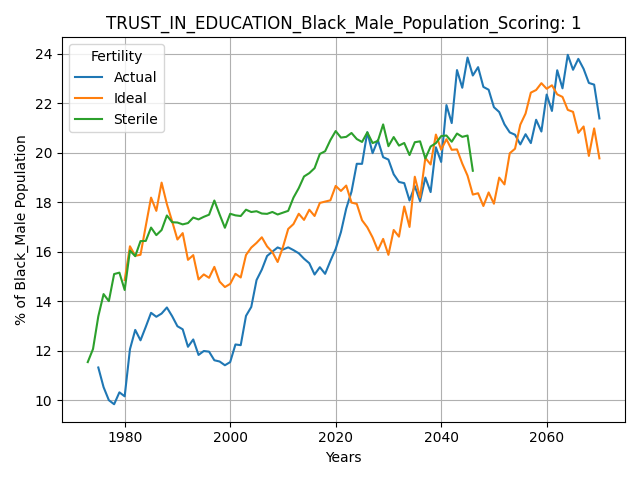 TRUST_IN_EDUCATION_Black_Male_Population_Scoring: 1
Fertility
Actual
Ideal
Sterile
% of Black_Male Population
24
22
20
18
16
14
12
10
1980 2000 2020 2040 2060
Years